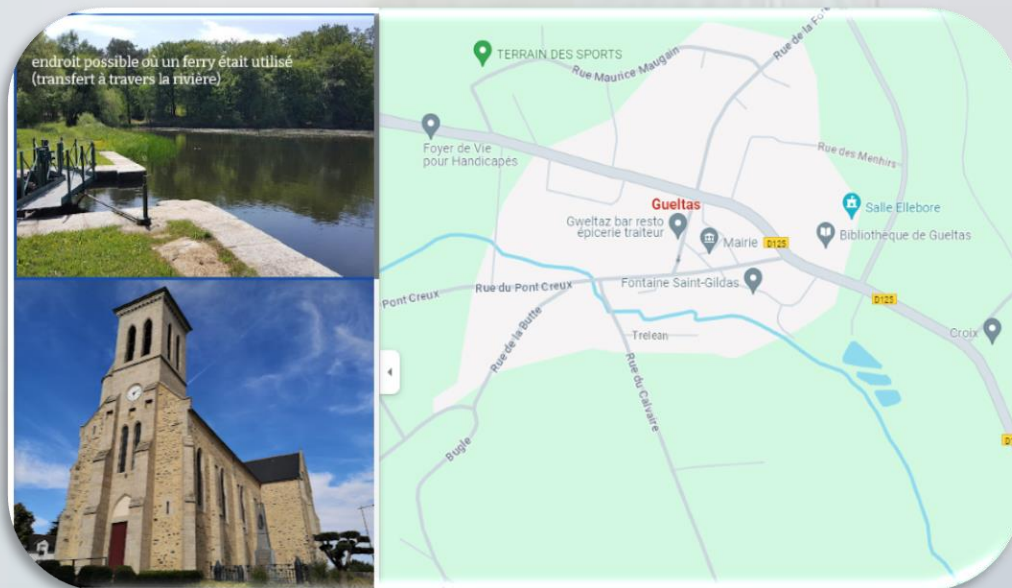 endroit possible où un ferry était utilisé
(transfert à travers la rivière)
TERRAIN DES SPORTS
Rue Maurice Maugain
Rue de la
Foyer de Vie
pour Handicapés
Rue des Menhirs
Gueltas
Salle Ellebore
Gweltaz bar resto
épicerie traiteur
Mairie
D125
Bibliothèque de Gueltas
Fontaine Saint-Gildas
Pont Creux
Rue du Pont Creux
D125
Trelean
Croix
Rue de la Butte
Rue du Calvaire
Bugle